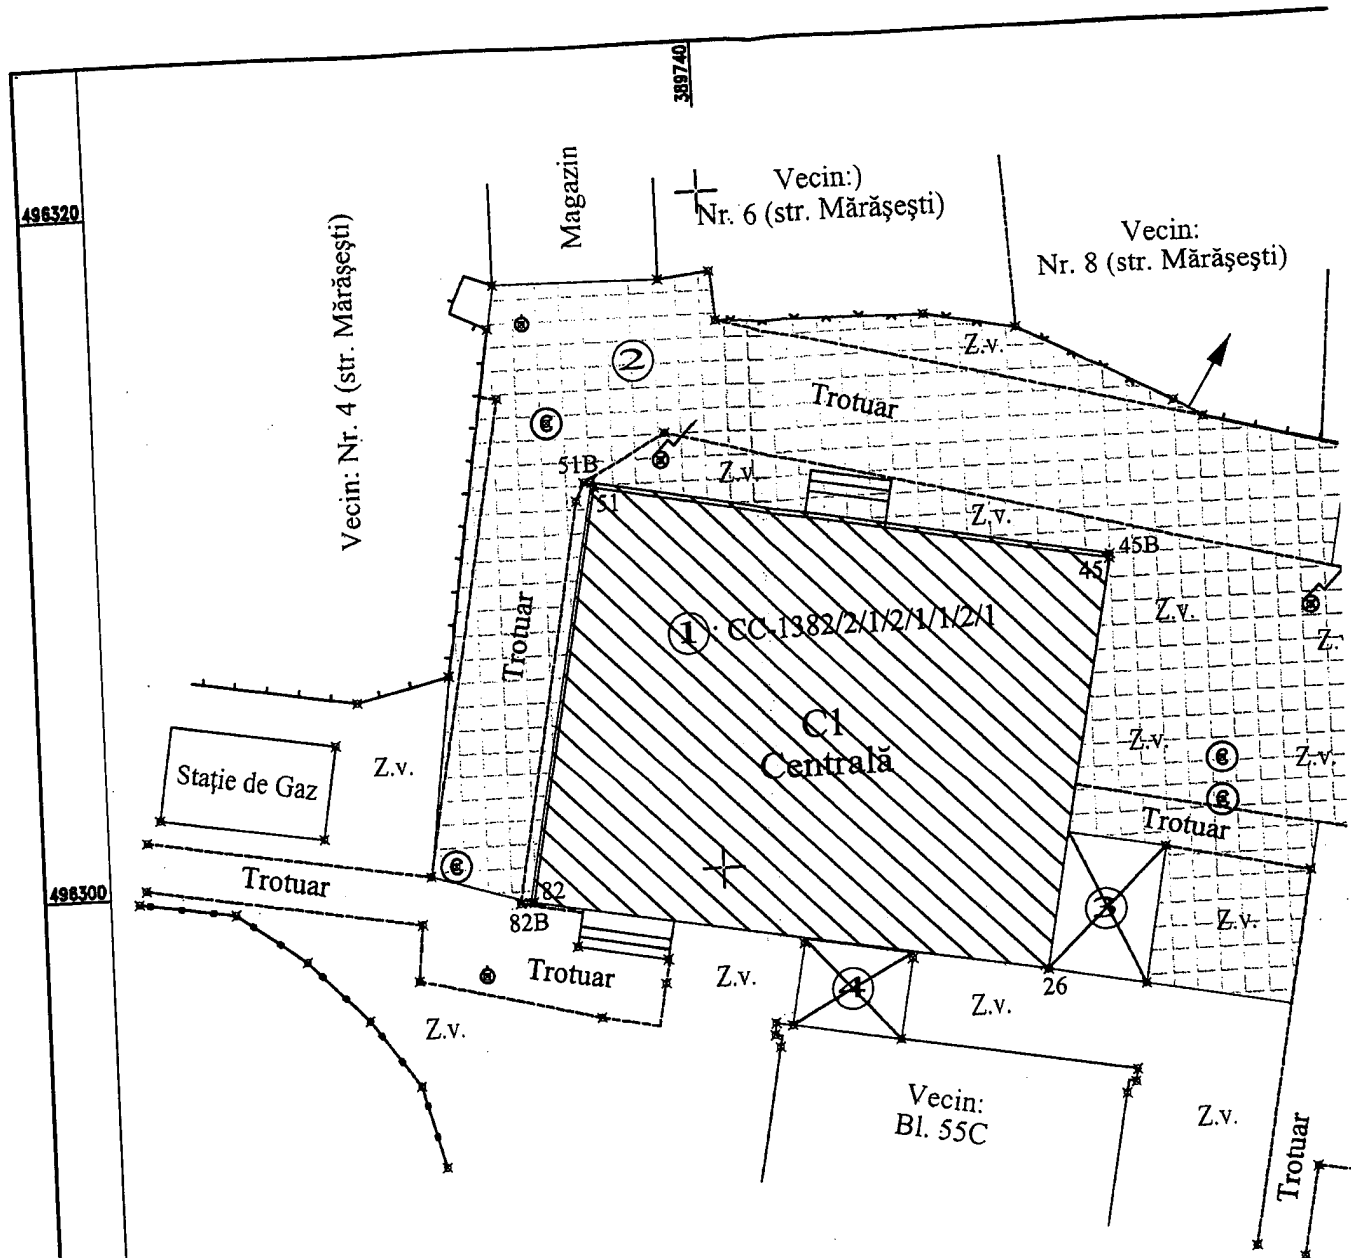 389740
496320
Vecin: Nr. 4 (str. Mărăşeşti)
Magazin
Vecin:)
Nr. 6 (str. Mărăşeşti)
Vecin:
Nr. 8 (str. Mărăşeşti)
Z.v.
2
Trotuar
51B
51
Z.v.
Z.v.
45B
45
Z.v.
Trotuar
1 : CC-1382/2/1/2/1/1/2/1
C1
Centrală
Z.v.
Z.v.
Z.v.
Staţie de Gaz
Trotuar
496300
Trotuar
82
82B
3
Z.v.
Trotuar
Z.v.
4
26
Z.v.
Z.v.
Vecin:
Bl. 55C
Z.v.
Trotuar